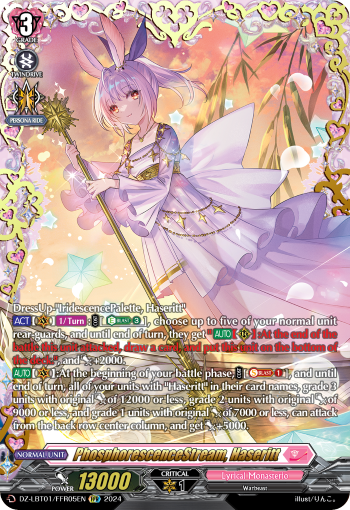 3
GRADE
TWINDRIVE
PERSONA RIDE
DressUp-"IridescencePalette, Haseritt"
ACT 1/Turn : [ BLAST 3 ], choose up to five of your normal unit
rear-guards, and until end of turn, they get "AUTO : At the end of the
battle this unit attacked, draw a card, and put this unit on the bottom of
the deck.", and +2000.
AUTO : At the beginning of your battle phase, [ BLAST 1 ], and until
end of turn, all of your units with "Haseritt" in their card names, grade 3
units with original of 12000 or less, grade 2 units with original of
9000 or less, and grade 1 units with original of 7000 or less, can attack
from the back row center column, and get +5000.
NORMAL UNIT
PhosphorescenceStream, Haseritt
POWER 13000
CRITICAL
1
Lyrical Monasterio
Warbeast
DZ-LBT01/FFR05EN 2024
illust/りんこ。